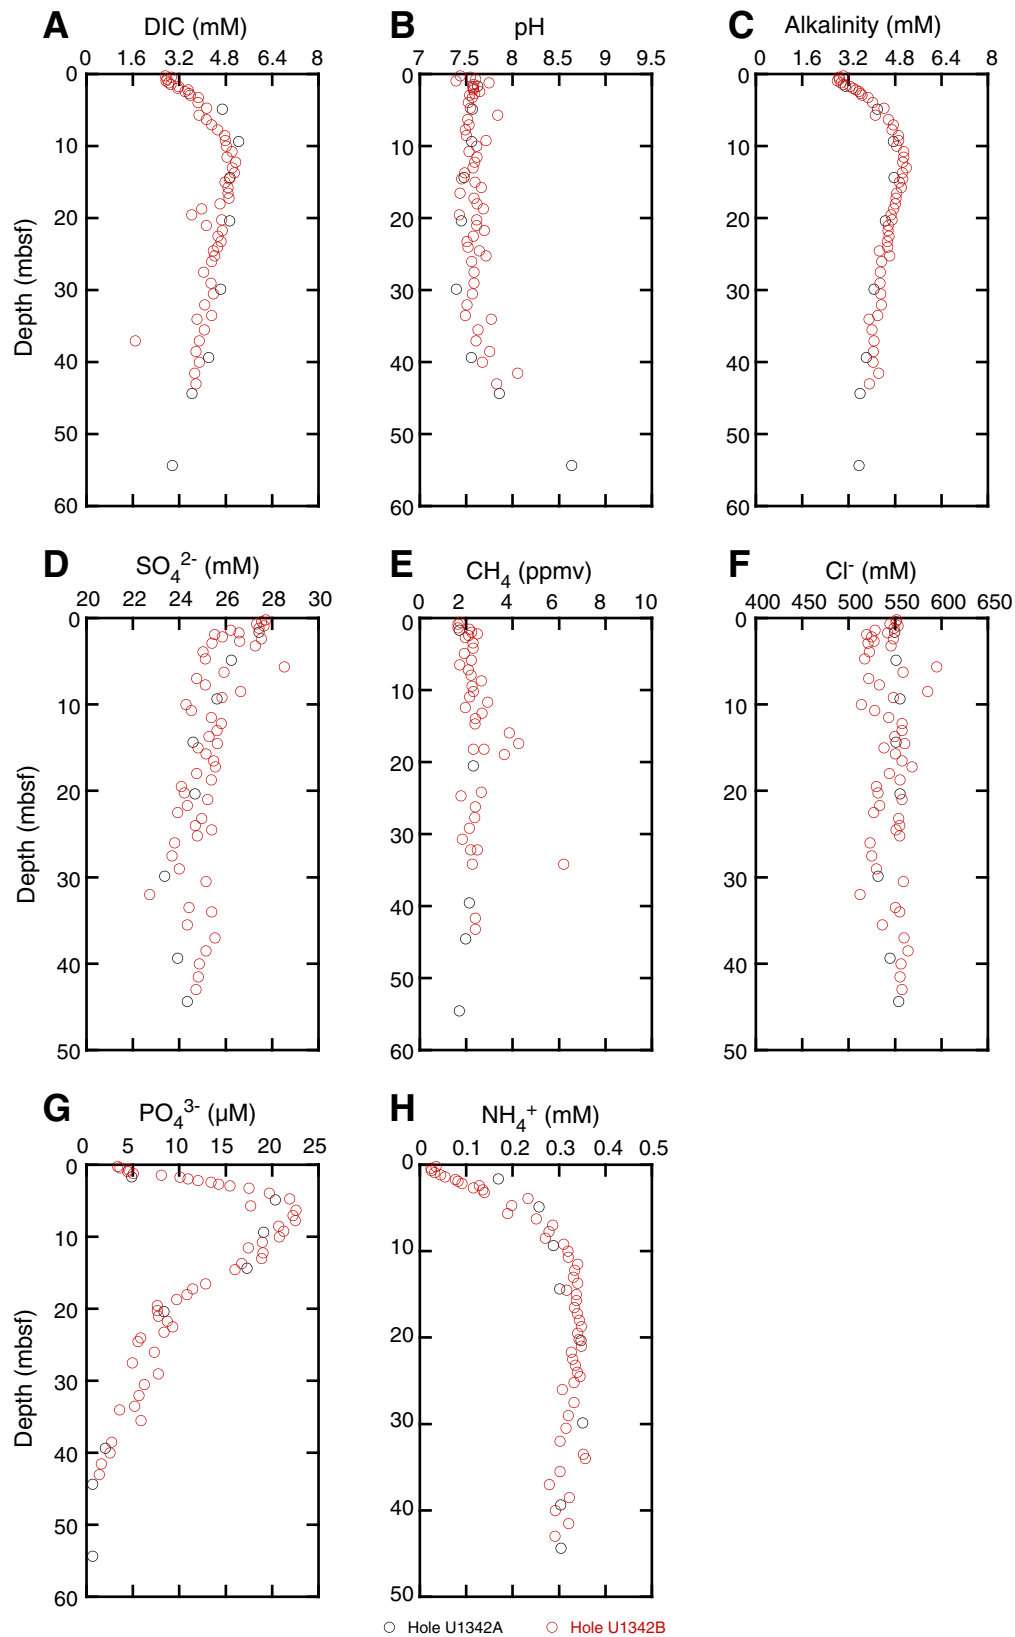 A DIC (mM)
0 1.6 3.2 4.8 6.4 8
0
10
20
30
40
50
60
Depth (mbsf)
B pH
7 7.5 8 8.5 9 9.5
0
10
20
30
40
50
60
C Alkalinity (mM)
0 1.6 3.2 4.8 6.4 8
0
10
20
30
40
50
60
D SO₄²⁻ (mM)
20 22 24 26 28 30
0
10
20
30
40
50
Depth (mbsf)
E CH₄ (ppmv)
0 2 4 6 8 10
0
10
20
30
40
50
60
F Cl⁻ (mM)
400 450 500 550 600 650
0
10
20
30
40
50
G PO₄³⁻ (µM)
0 5 10 15 20 25
0
10
20
30
40
50
60
Depth (mbsf)
H NH₄⁺ (mM)
0 0.1 0.2 0.3 0.4 0.5
0
10
20
30
40
50
Hole U1342A Hole U1342B